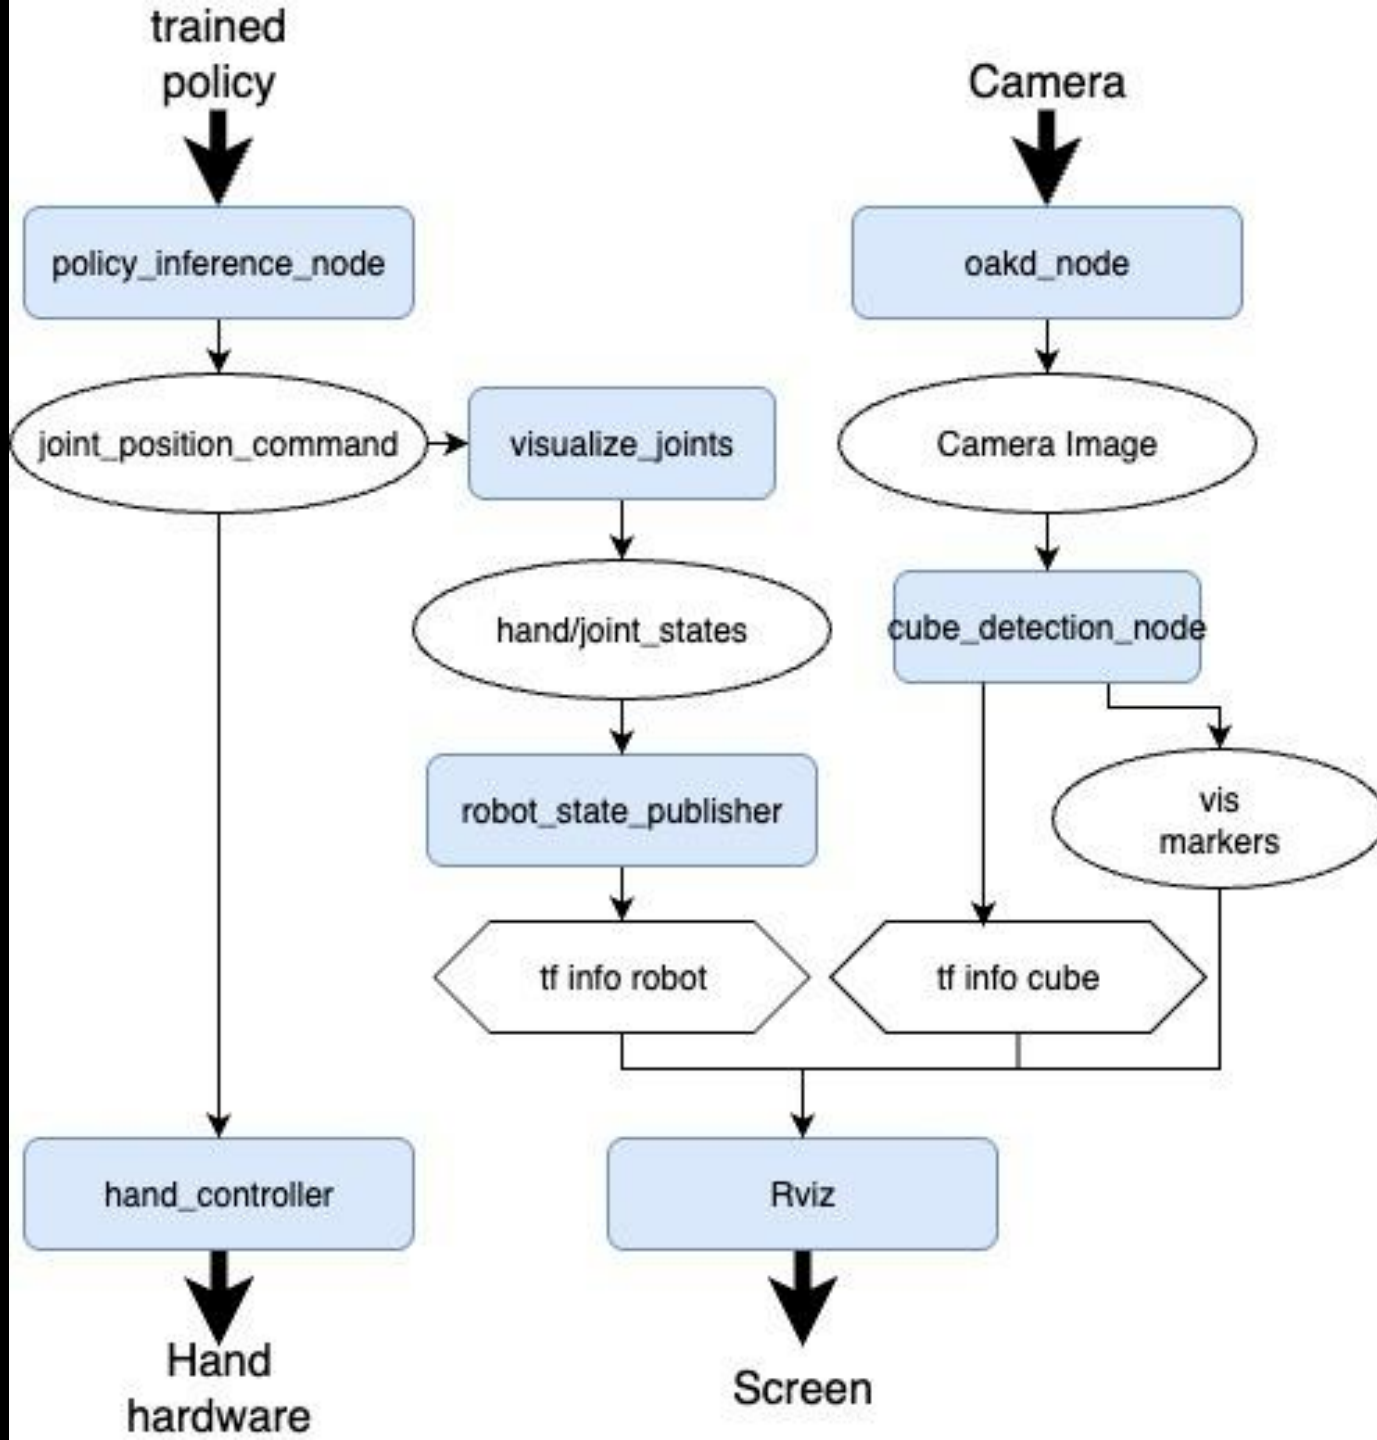 trained
policy
Camera
policy_inference_node
oakd_node
joint_position_command
visualize_joints
Camera Image
hand/joint_states
cube_detection_node
robot_state_publisher
vis
markers
tf info robot
tf info cube
hand_controller
Rviz
Hand
hardware
Screen